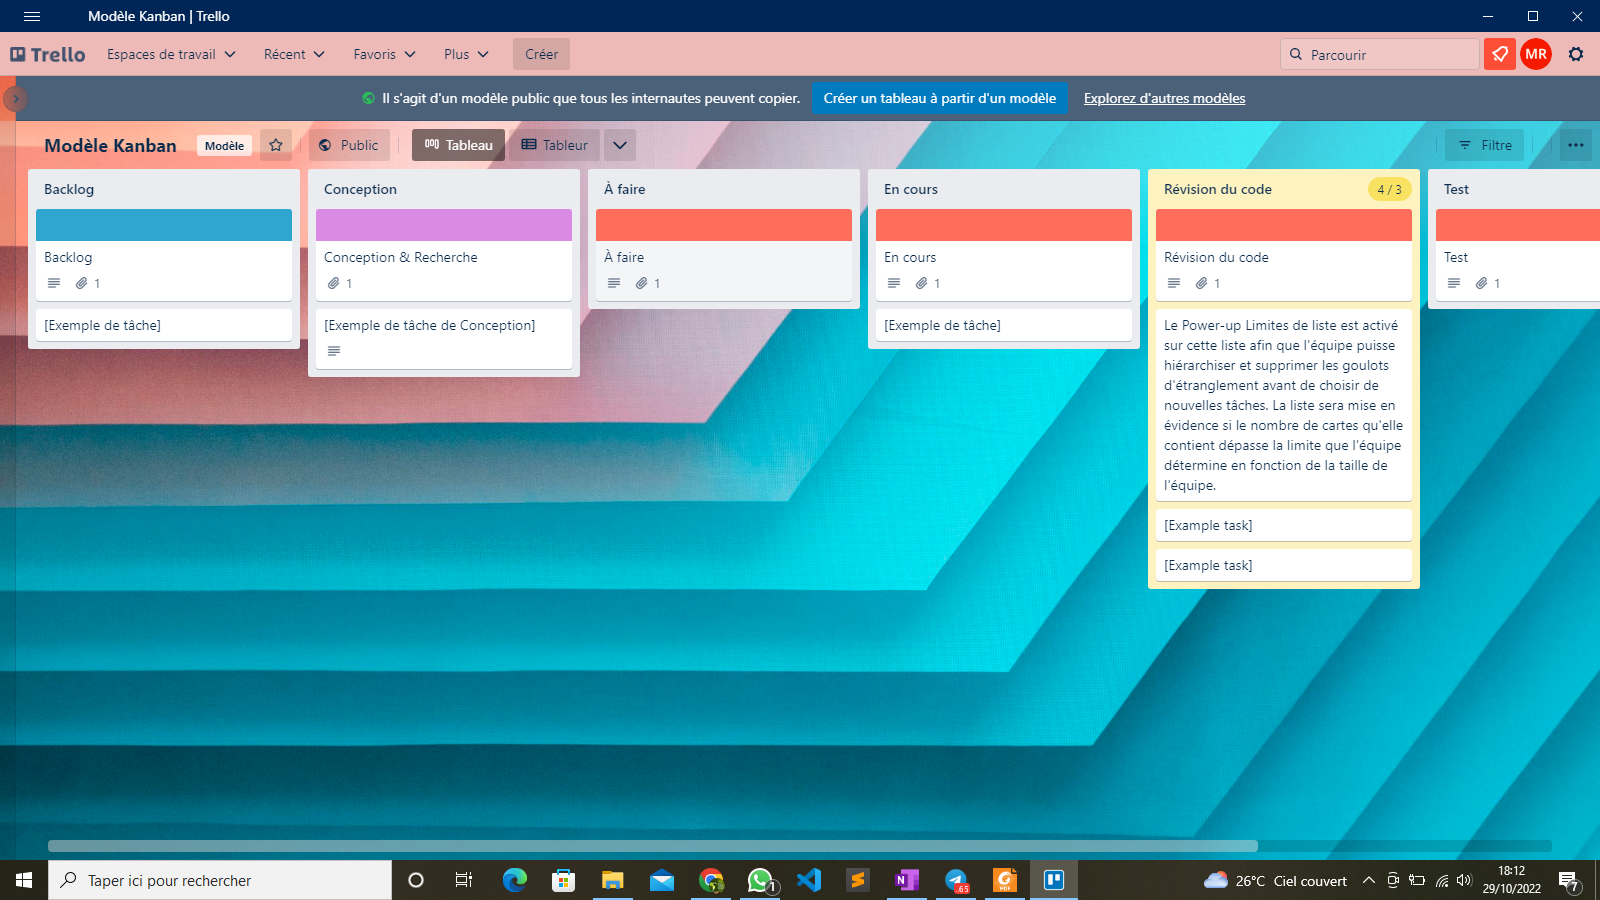 Modèle Kanban | Trello
Trello
Espaces de travail
Récent
Favoris
Plus
Créer
Parcourir
MR
Il s'agit d'un modèle public que tous les internautes peuvent copier.
Créer un tableau à partir d'un modèle
Explorez d'autres modèles
Modèle Kanban
Modèle
Public
Tableau
Tableur
Filtre
Backlog
Backlog
1
[Exemple de tâche]
Conception
Conception & Recherche
1
[Exemple de tâche de Conception]
À faire
À faire
1
En cours
En cours
1
[Exemple de tâche]
Révision du code
4 / 3
Révision du code
1
Le Power-up Limites de liste est activé
sur cette liste afin que l'équipe puisse
hiérarchiser et supprimer les goulots
d'étranglement avant de choisir de
nouvelles tâches. La liste sera mise en
évidence si le nombre de cartes qu'elle
contient dépasse la limite que l'équipe
détermine en fonction de la taille de
l'équipe.
[Example task]
[Example task]
Test
Test
1
Taper ici pour rechercher
1
N
.65
PDF
26°C Ciel couvert
18:12
29/10/2022
7